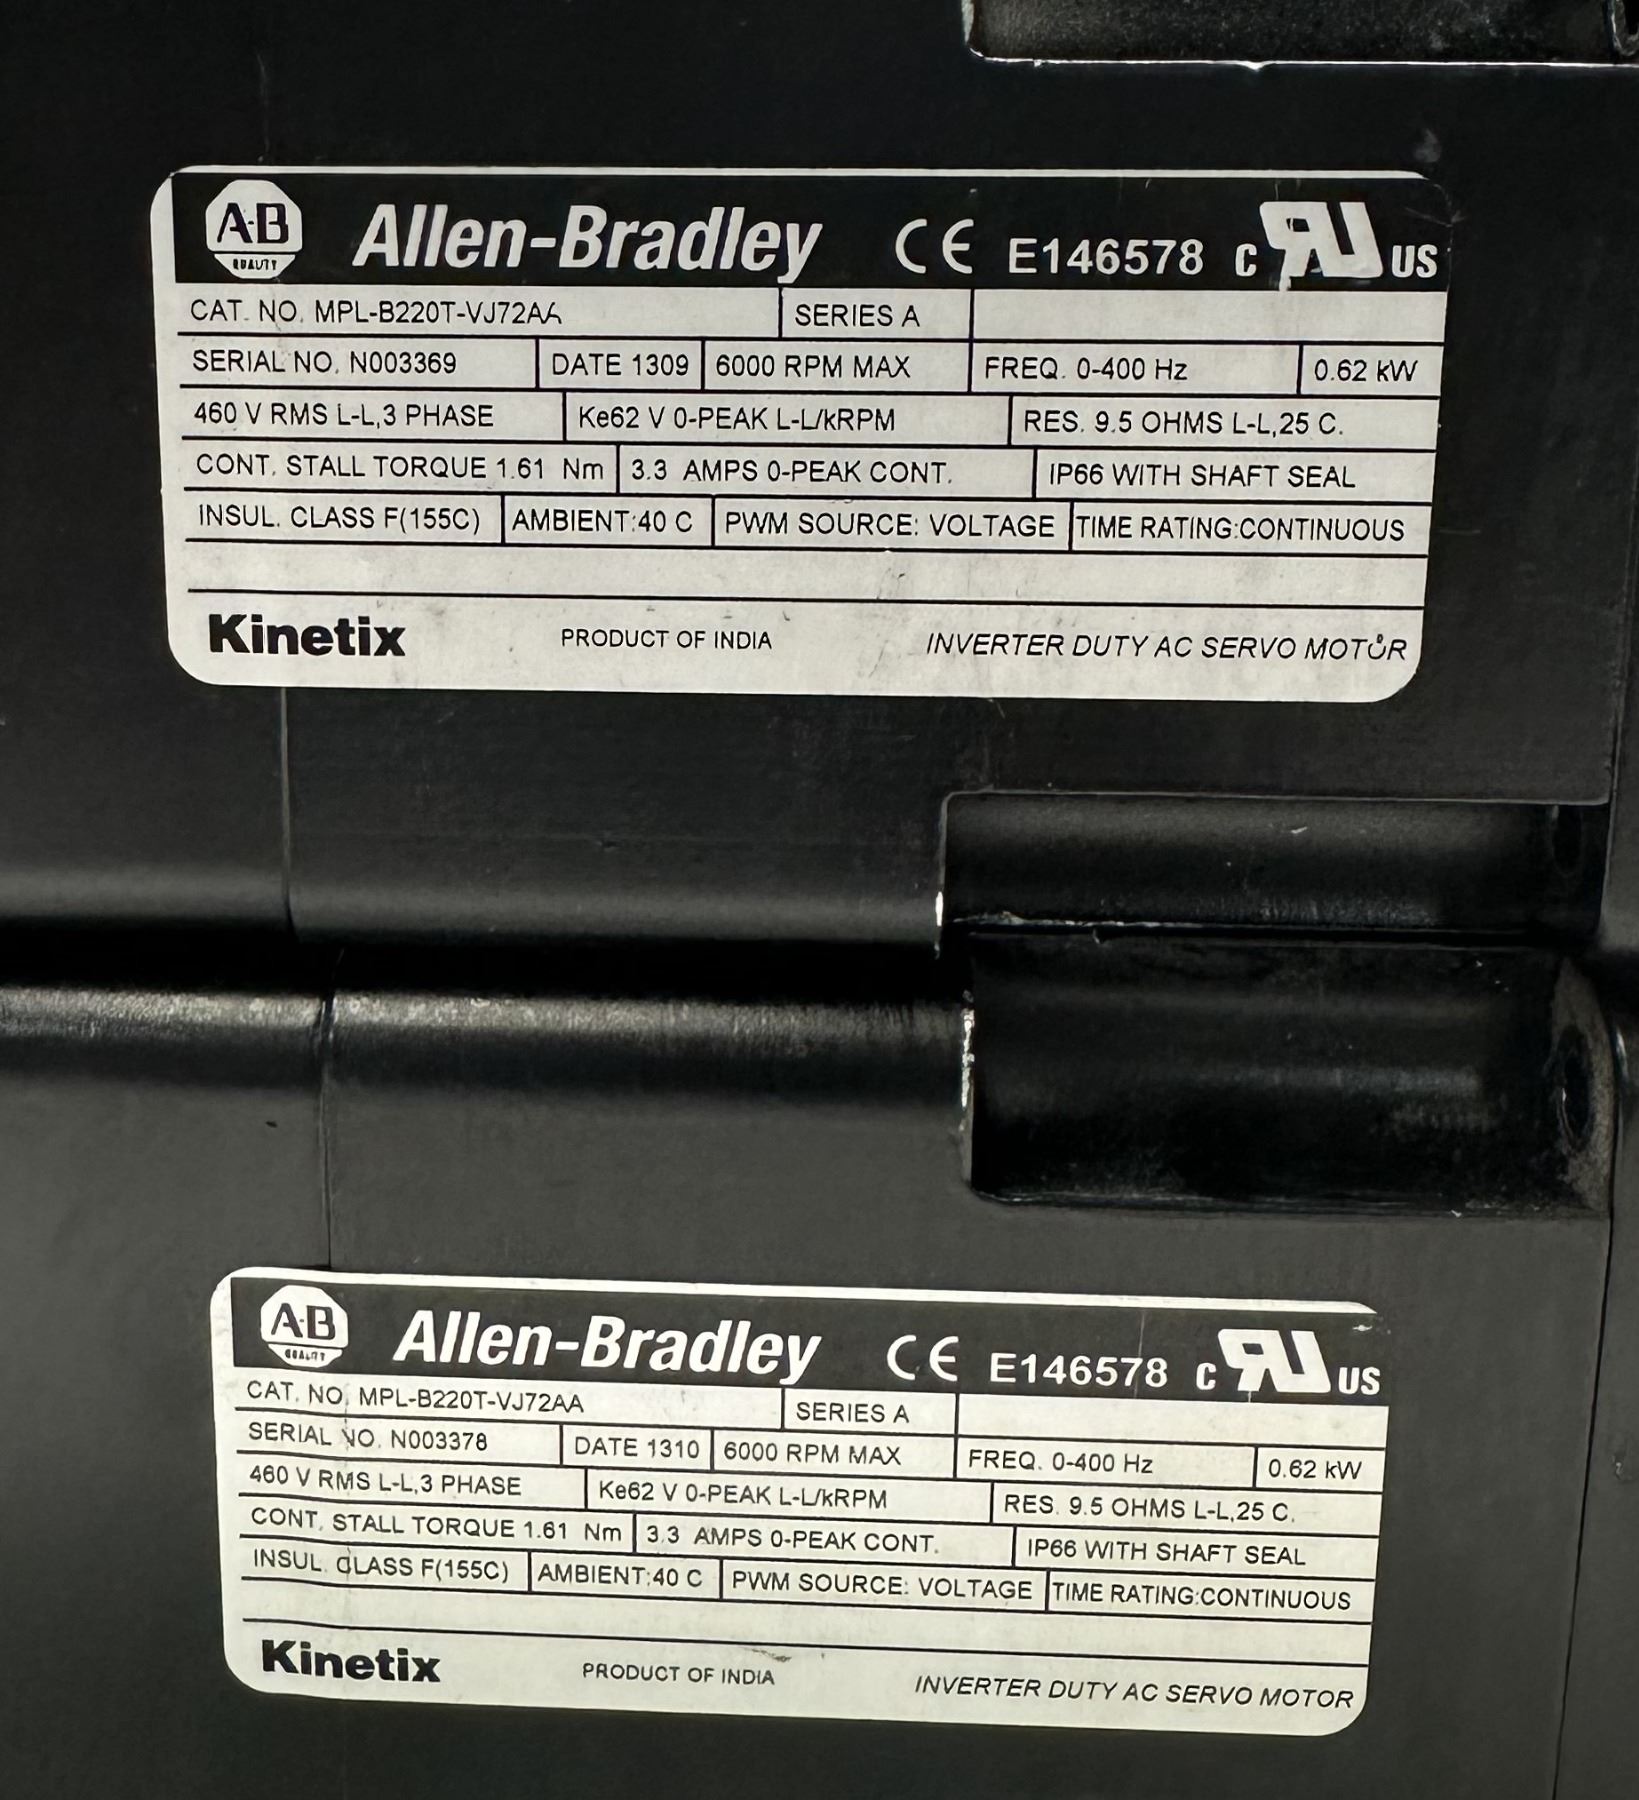 A-B QUALITY Allen-Bradley CE E146578 C RU US
CAT. NO. MPL-B220T-VJ72AA SERIES A
SERIAL NO. N003369 DATE 1309 6000 RPM MAX FREQ. 0-400 Hz 0.62 kW
460 V RMS L-L,3 PHASE Ke62 V 0-PEAK L-L/kRPM RES. 9.5 OHMS L-L,25 C.
CONT. STALL TORQUE 1.61 Nm 3.3 AMPS 0-PEAK CONT. IP66 WITH SHAFT SEAL
INSUL. CLASS F(155C) AMBIENT:40 C PWM SOURCE: VOLTAGE TIME RATING:CONTINUOUS
Kinetix PRODUCT OF INDIA INVERTER DUTY AC SERVO MOTOR
A-B QUALITY Allen-Bradley CE E146578 C RU US
CAT. NO. MPL-B220T-VJ72AA SERIES A
SERIAL NO. N003378 DATE 1310 6000 RPM MAX FREQ. 0-400 Hz 0.62 kW
460 V RMS L-L,3 PHASE Ke62 V 0-PEAK L-L/kRPM RES. 9.5 OHMS L-L,25 C.
CONT. STALL TORQUE 1.61 Nm 3.3 AMPS 0-PEAK CONT. IP66 WITH SHAFT SEAL
INSUL. CLASS F(155C) AMBIENT:40 C PWM SOURCE: VOLTAGE TIME RATING:CONTINUOUS
Kinetix PRODUCT OF INDIA INVERTER DUTY AC SERVO MOTOR